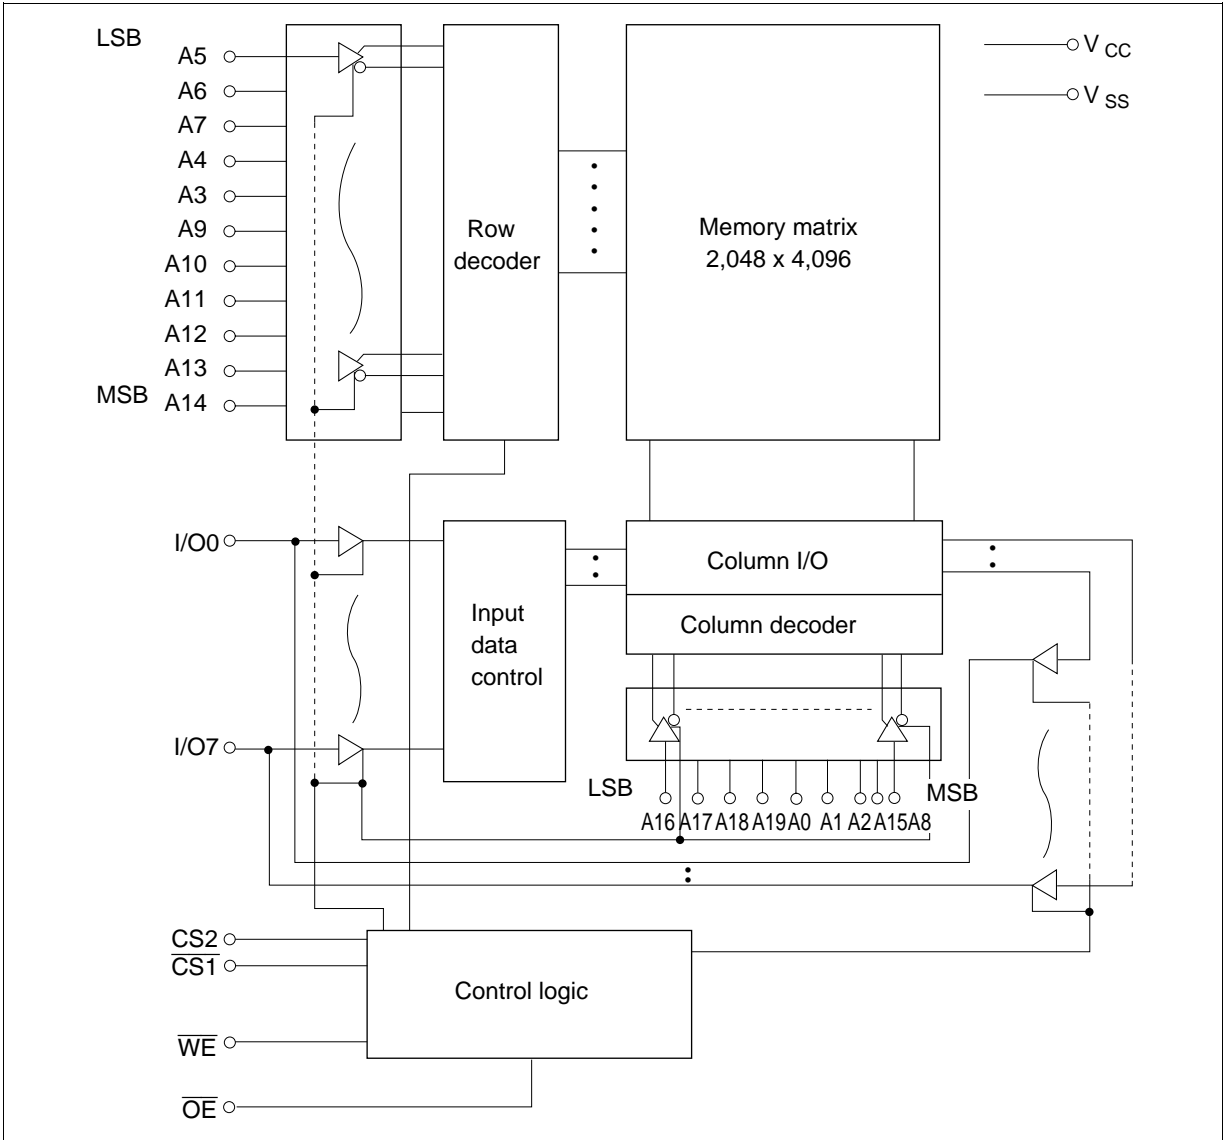 LSB
A5
A6
A7
A4
A3
A9
A10
A11
A12
A13
MSB
A14
Row
decoder
Memory matrix
2,048 x 4,096
V CC
V SS
I/O0
I/O7
Input
data
control
Column I/O
Column decoder
LSB
MSB
A16 A17 A18 A19 A0 A1 A2 A15 A8
CS2
CS1
WE
OE
Control logic